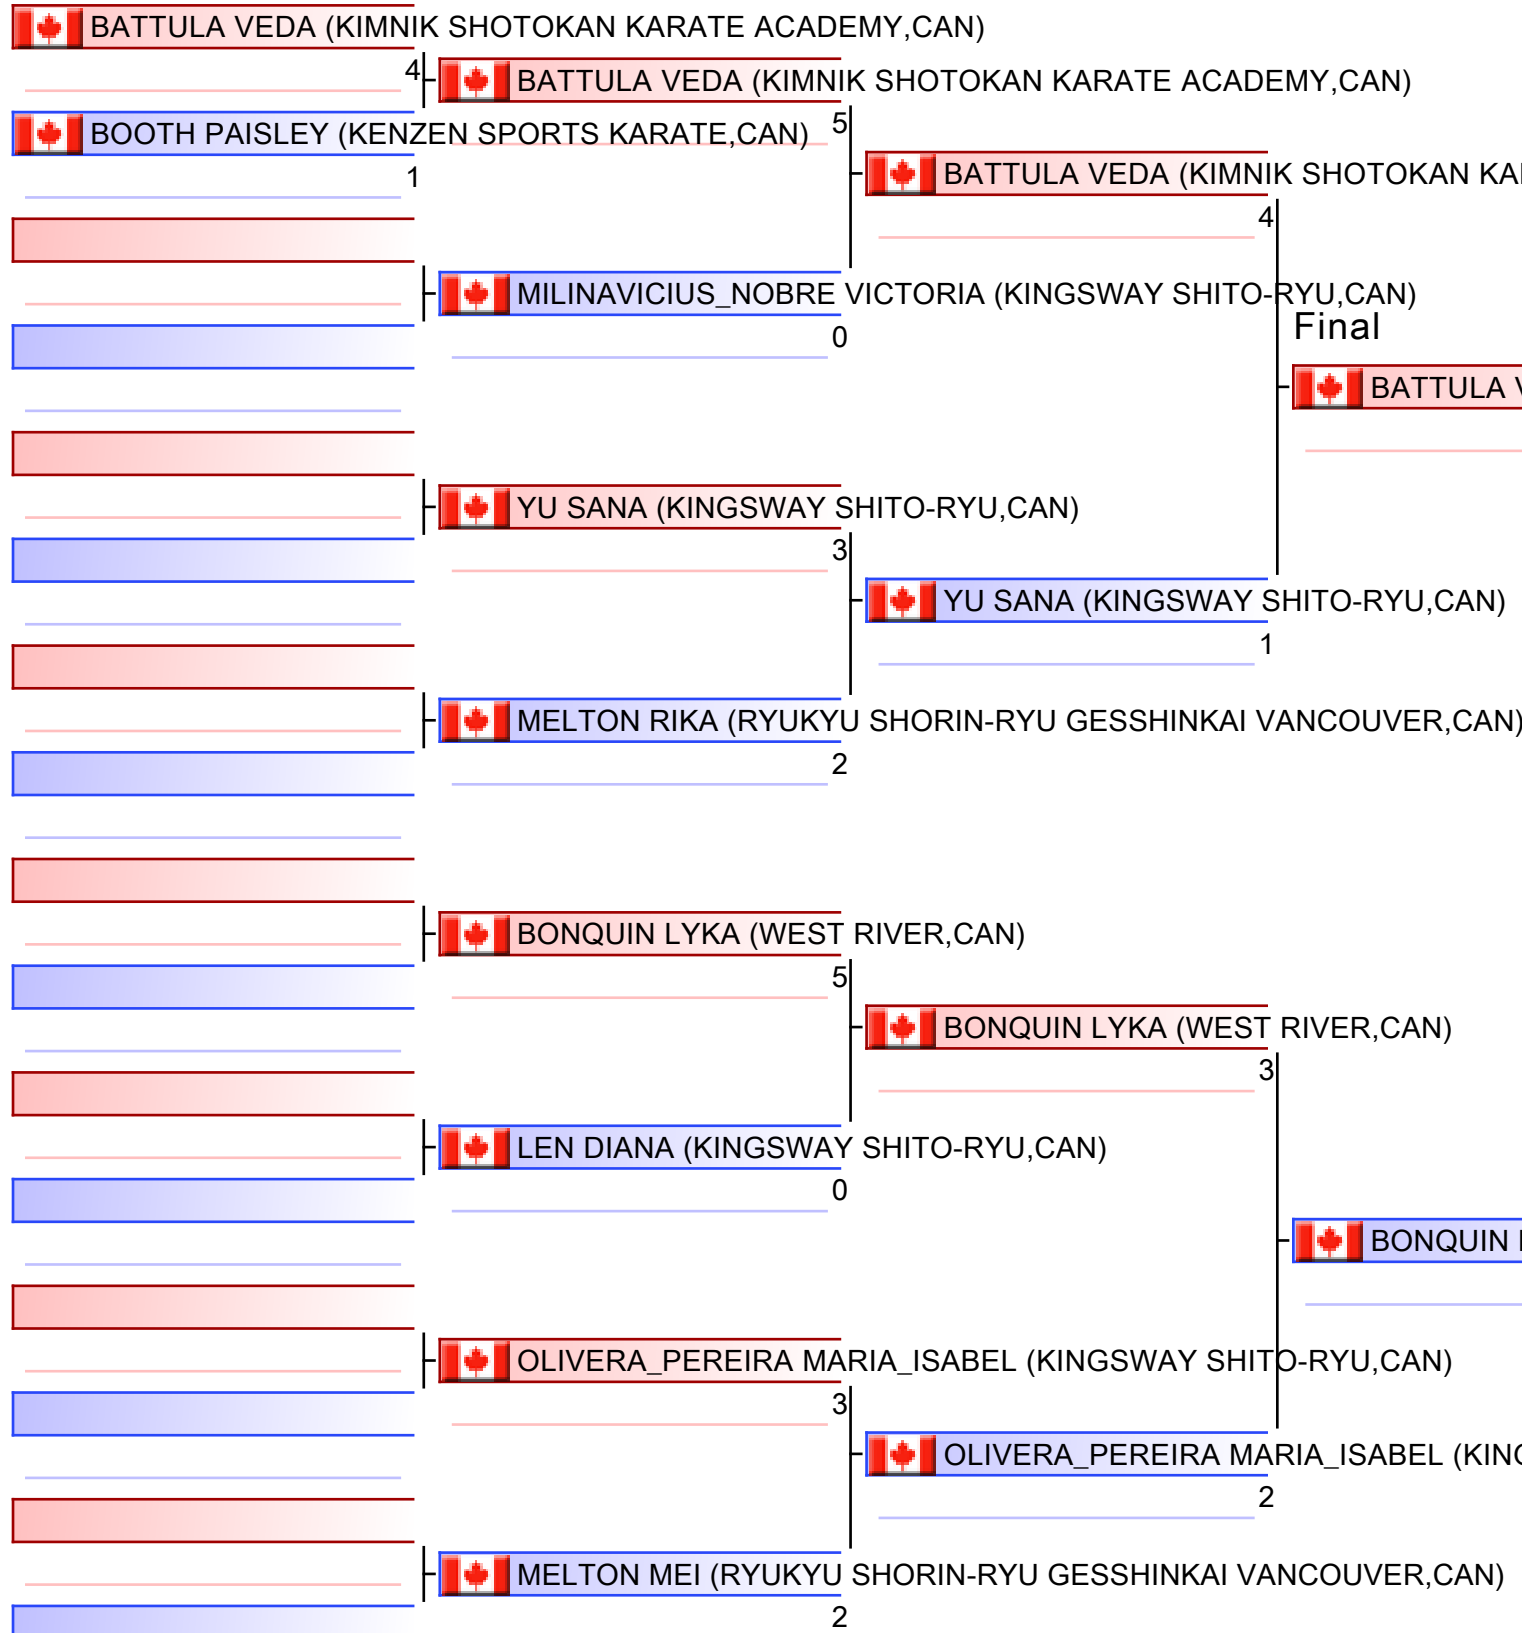 BATTULA VEDA (KIMNIK SHOTOKAN KARATE ACADEMY,CAN)
4
BATTULA VEDA (KIMNIK SHOTOKAN KARATE ACADEMY,CAN)
BOOTH PAISLEY (KENZEN SPORTS KARATE,CAN)
5
1
BATTULA VEDA (KIMNIK SHOTOKAN KA
4
MILINAVICIUS_NOBRE VICTORIA (KINGSWAY SHITO-RYU,CAN)
0
Final
BATTULA V
YU SANA (KINGSWAY SHITO-RYU,CAN)
3
YU SANA (KINGSWAY SHITO-RYU,CAN)
1
MELTON RIKA (RYUKYU SHORIN-RYU GESSHINKAI VANCOUVER,CAN)
2
BONQUIN LYKA (WEST RIVER,CAN)
5
BONQUIN LYKA (WEST RIVER,CAN)
3
LEN DIANA (KINGSWAY SHITO-RYU,CAN)
0
BONQUIN
OLIVERA_PEREIRA MARIA_ISABEL (KINGSWAY SHITO-RYU,CAN)
3
OLIVERA_PEREIRA MARIA_ISABEL (KIN
2
MELTON MEI (RYUKYU SHORIN-RYU GESSHINKAI VANCOUVER,CAN)
2